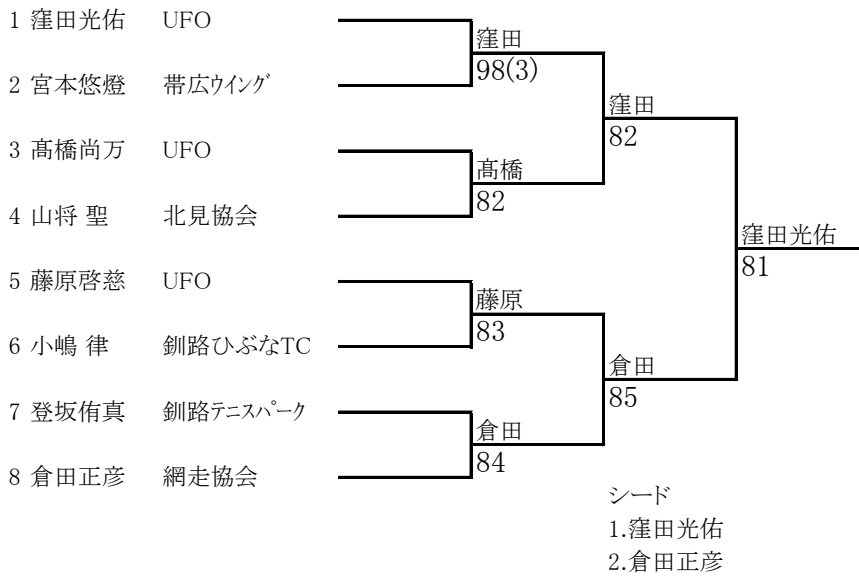 1 窪田光佑 UFO
窪田
98(3)
2 宮本悠燈 帯広ウイング
窪田
82
3 髙橋尚万 UFO
髙橋
82
4 山将 聖 北見協会
窪田光佑
81
5 藤原啓慈 UFO
藤原
83
6 小嶋 律 釧路ひぶなTC
倉田
85
7 登坂侑真 釧路テニスパーク
倉田
84
8 倉田正彦 網走協会
シード
1.窪田光佑
2.倉田正彦